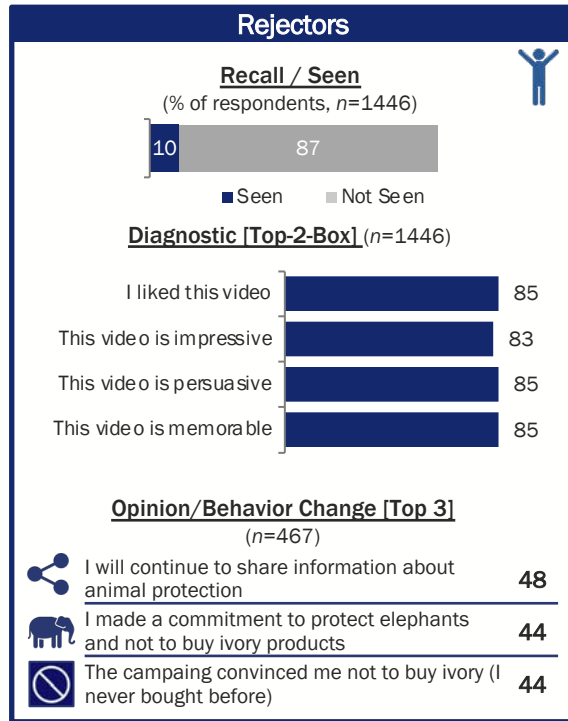 Rejectors
Recall / Seen
(% of respondents, n=1446)
10 87
Seen Not Seen
Diagnostic [Top-2-Box] (n=1446)
I liked this video 85
This video is impressive 83
This video is persuasive 85
This video is memorable 85
Opinion/Behavior Change [Top 3]
(n=467)
I will continue to share information about
animal protection 48
I made a commitment to protect elephants
and not to buy ivory products 44
The campaing convinced me not to buy ivory (I
never bought before) 44